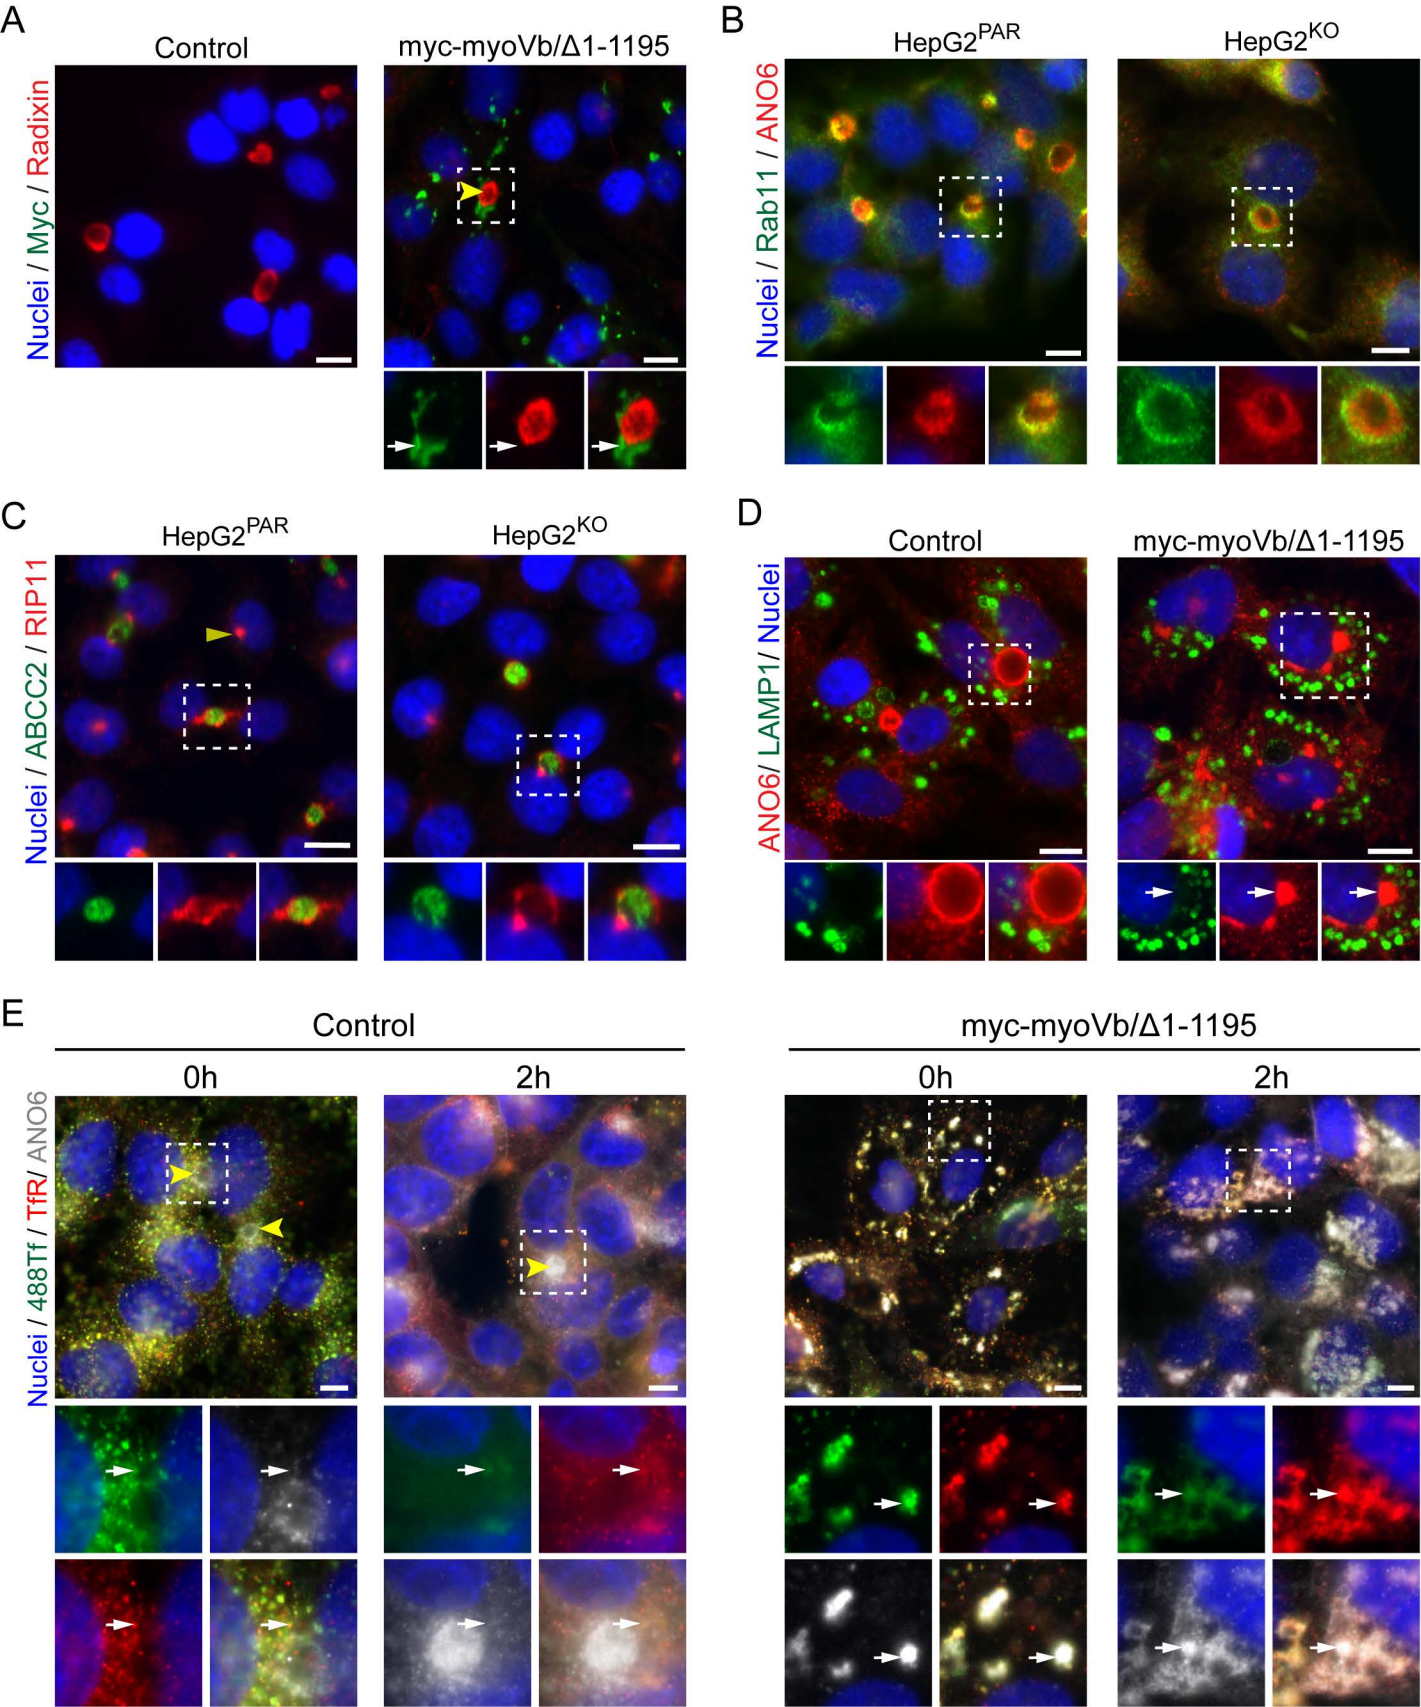 A
Control
myc-myoVb/Δ1-1195
Nuclei / Myc / Radixin
B
HepG2PAR
HepG2KO
Nuclei / Rab11 / ANO6
C
HepG2PAR
HepG2KO
Nuclei / ABCC2 / RIP11
D
Control
myc-myoVb/Δ1-1195
ANO6/ LAMP1/ Nuclei
E
Control
myc-myoVb/Δ1-1195
0h
2h
0h
2h
Nuclei / 488Tf / TfR/ ANO6